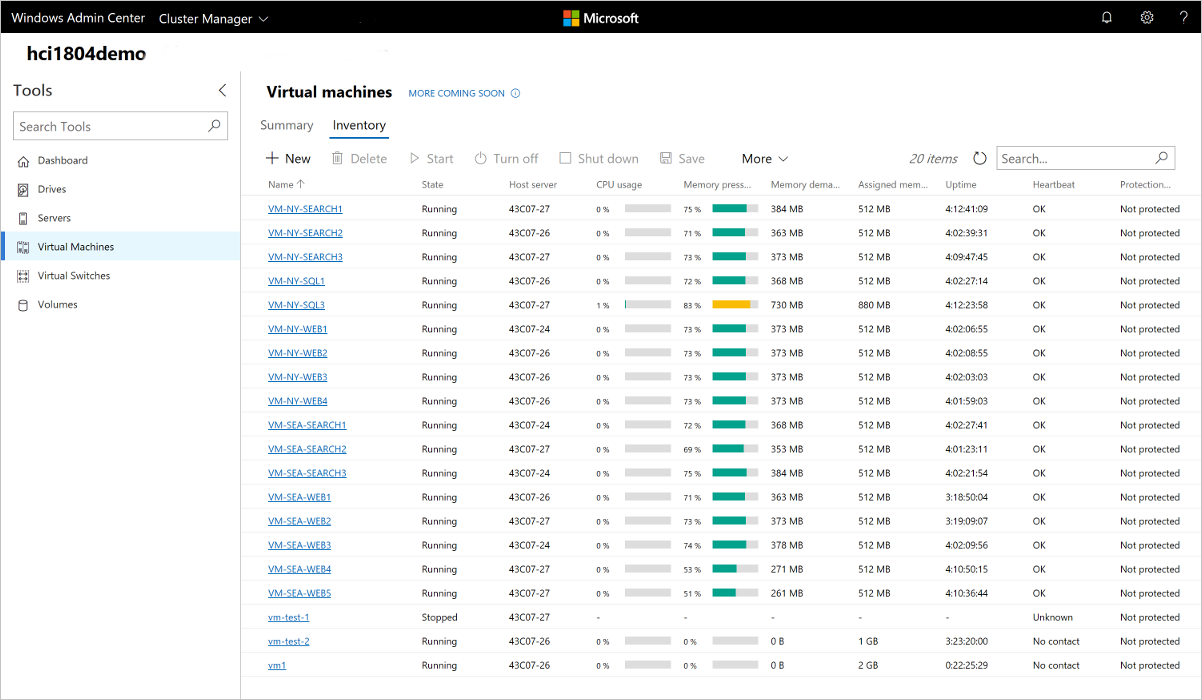 Windows Admin Center Cluster Manager Microsoft ?
hci1804demo
Tools
Search Tools
Dashboard
Drives
Servers
Virtual Machines
Virtual Switches
Volumes
Virtual machines MORE COMING SOON
Summary Inventory
New Delete Start Turn off Shut down Save More 20 items Search...
Name State Host server CPU usage Memory press... Memory dema... Assigned mem... Uptime Heartbeat Protection...
VM-NY-SEARCH1 Running 43C07-27 0 % 75 % 384 MB 512 MB 4:12:41:09 OK Not protected
VM-NY-SEARCH2 Running 43C07-26 0 % 71 % 363 MB 512 MB 4:02:39:31 OK Not protected
VM-NY-SEARCH3 Running 43C07-27 0 % 73 % 373 MB 512 MB 4:09:47:45 OK Not protected
VM-NY-SQL1 Running 43C07-26 0 % 72 % 368 MB 512 MB 4:02:27:14 OK Not protected
VM-NY-SQL3 Running 43C07-27 1 % 83 % 730 MB 880 MB 4:12:23:58 OK Not protected
VM-NY-WEB1 Running 43C07-24 0 % 73 % 373 MB 512 MB 4:02:06:55 OK Not protected
VM-NY-WEB2 Running 43C07-26 0 % 73 % 373 MB 512 MB 4:02:08:55 OK Not protected
VM-NY-WEB3 Running 43C07-26 0 % 73 % 373 MB 512 MB 4:02:03:03 OK Not protected
VM-NY-WEB4 Running 43C07-26 0 % 73 % 373 MB 512 MB 4:01:59:03 OK Not protected
VM-SEA-SEARCH1 Running 43C07-24 0 % 72 % 368 MB 512 MB 4:02:27:41 OK Not protected
VM-SEA-SEARCH2 Running 43C07-26 0 % 69 % 353 MB 512 MB 4:01:23:11 OK Not protected
VM-SEA-SEARCH3 Running 43C07-24 0 % 75 % 384 MB 512 MB 4:02:21:54 OK Not protected
VM-SEA-WEB1 Running 43C07-26 0 % 71 % 363 MB 512 MB 3:18:50:04 OK Not protected
VM-SEA-WEB2 Running 43C07-27 0 % 73 % 373 MB 512 MB 3:19:09:07 OK Not protected
VM-SEA-WEB3 Running 43C07-24 0 % 74 % 378 MB 512 MB 4:02:09:56 OK Not protected
VM-SEA-WEB4 Running 43C07-27 0 % 53 % 271 MB 512 MB 4:10:50:15 OK Not protected
VM-SEA-WEB5 Running 43C07-27 0 % 51 % 261 MB 512 MB 4:10:36:44 OK Not protected
vm-test-1 Stopped 43C07-27 - - - - - Unknown Not protected
vm-test-2 Running 43C07-26 0 % 0 % 0 B 1 GB 3:23:20:00 No contact Not protected
vm1 Running 43C07-26 0 % 0 % 0 B 2 GB 0:22:25:29 No contact Not protected